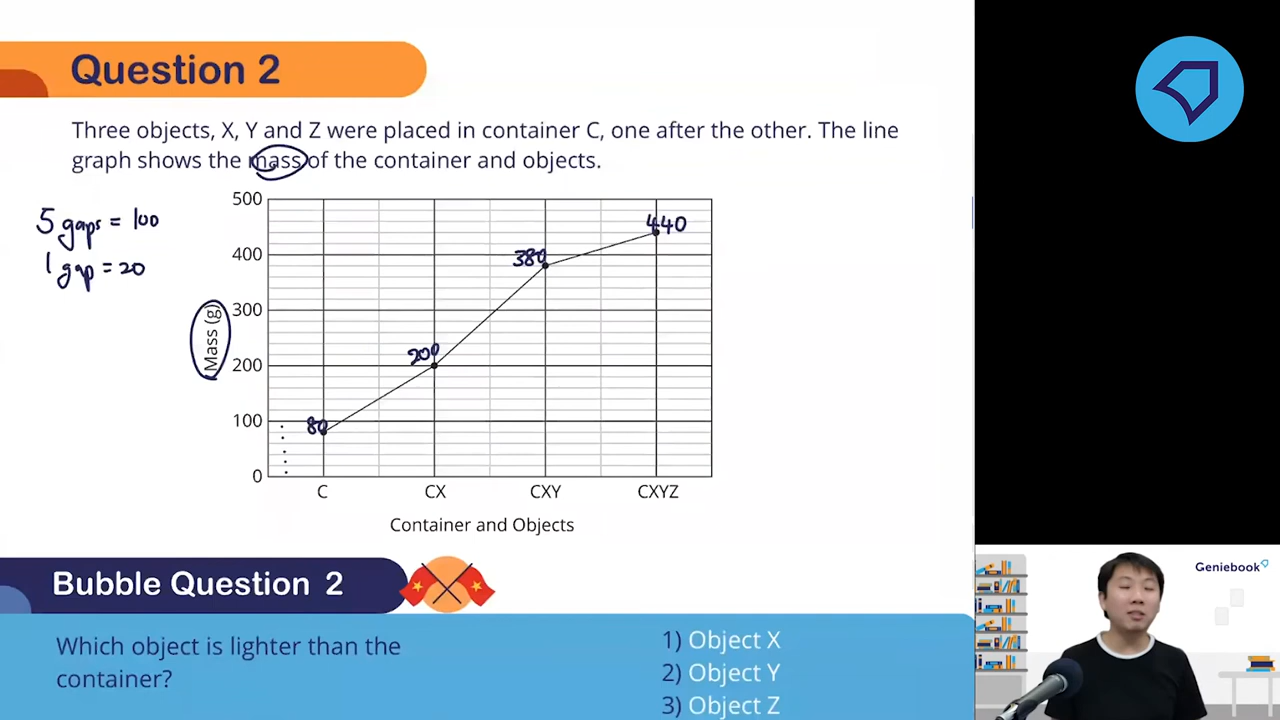 Question 2
Three objects, X, Y and Z were placed in container C, one after the other. The line
graph shows the mass of the container and objects.
5 gaps = 100
1 gap = 20
Mass (g)
500
400
300
200
100
0
80
200
380
440
C
CX
CXY
CXYZ
Container and Objects
Bubble Question 2
Which object is lighter than the
container?
1) Object X
2) Object Y
3) Object Z
Geniebook